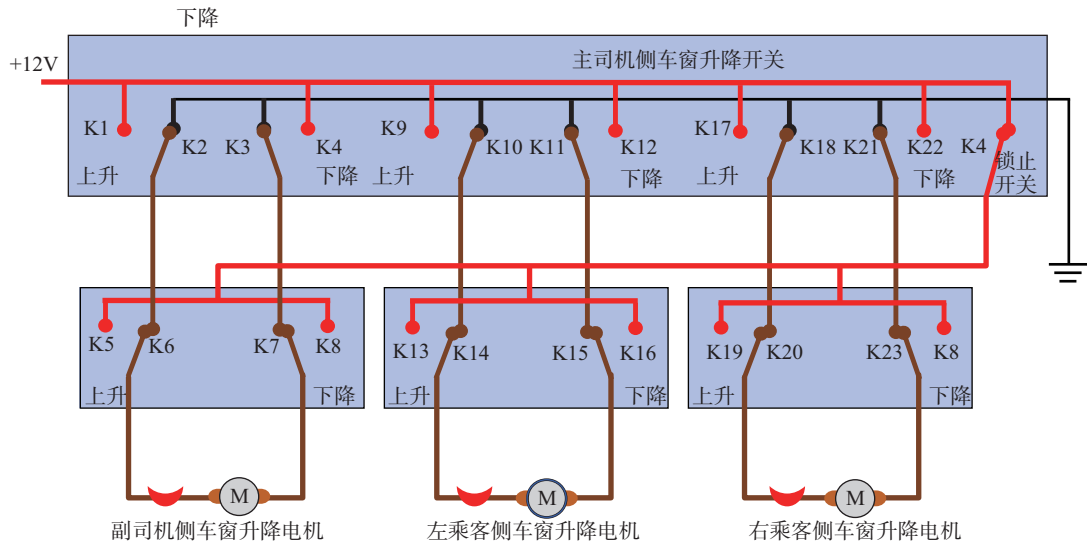 下降
+12V
主司机侧车窗升降开关
K1
K2
K3
K4
K9
K10
K11
K12
K17
K18
K21
K22
K4
上升
下降
上升
下降
上升
下降
锁止
开关
K5
K6
K7
K8
K13
K14
K15
K16
K19
K20
K23
K8
上升
下降
上升
下降
上升
下降
M
M
M
副司机侧车窗升降电机
左乘客侧车窗升降电机
右乘客侧车窗升降电机